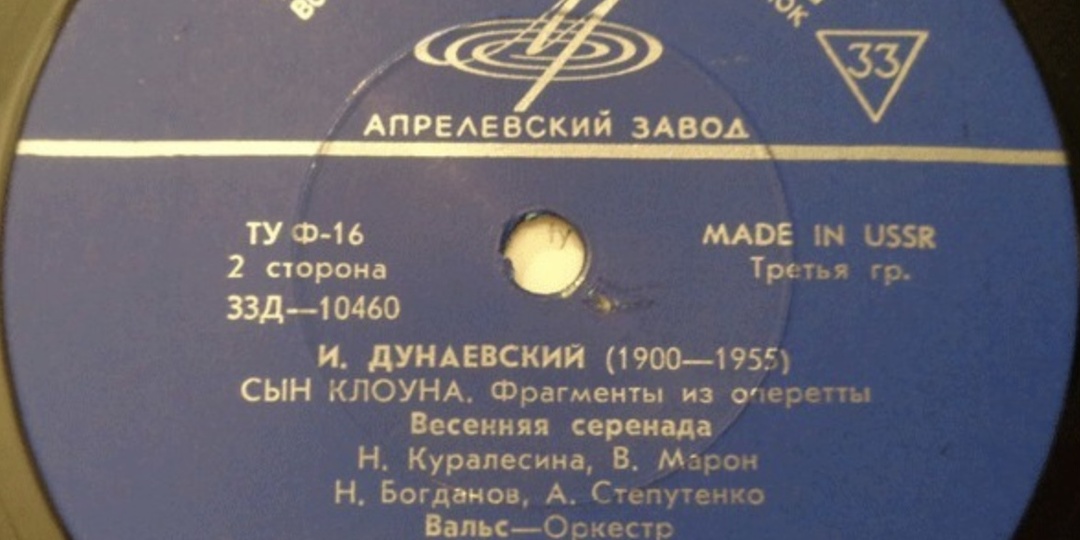 33
АПРЕЛЕВСКИЙ ЗАВОД
ТУ Ф-16
MADE IN USSR
2 сторона
Третья гр.
33Д—10460
И. ДУНАЕВСКИЙ (1900—1955)
СЫН КЛОУНА. Фрагменты из оперетты
Весенняя серенада
Н. Куралесина, В. Марон
Н. Богданов, А. Степутенко
Вальс—Оркестр